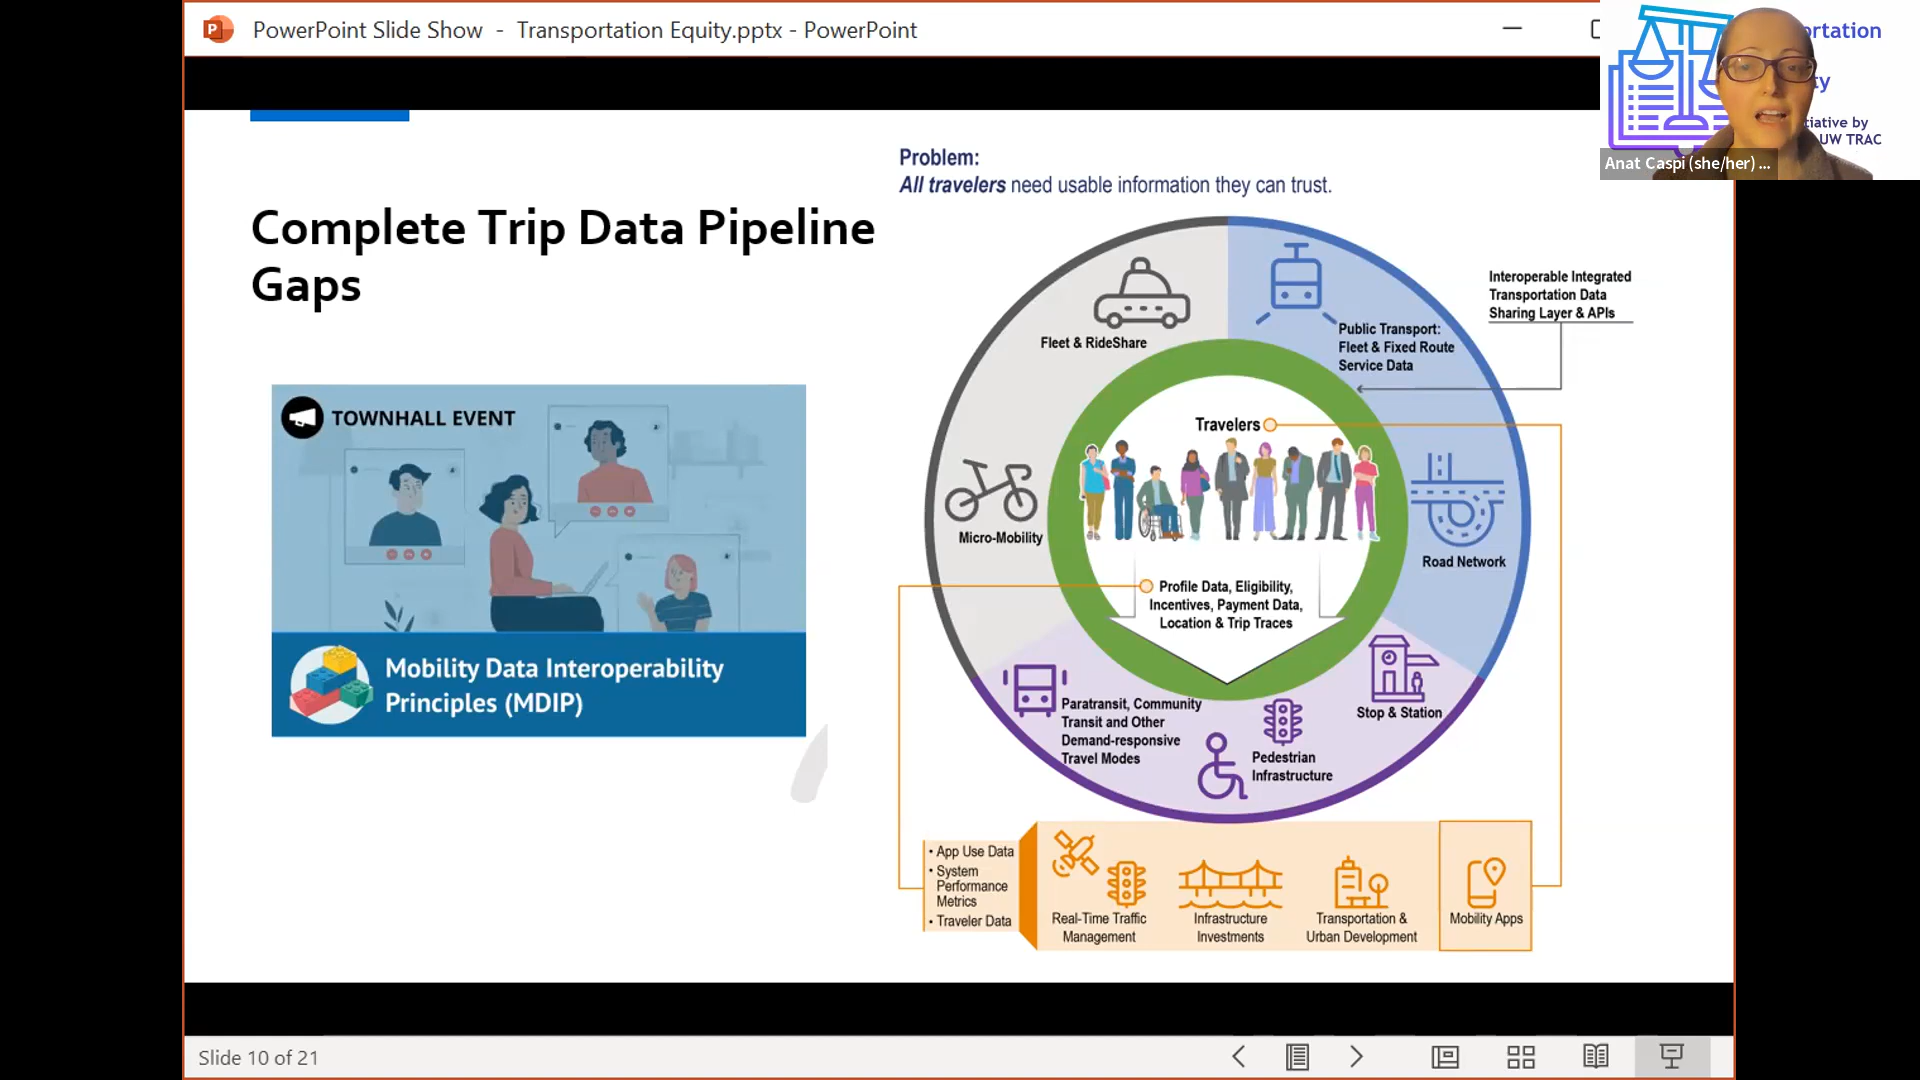 PowerPoint Slide Show - Transportation Equity.pptx - PowerPoint
ortation
ty
tiative by
UW TRAC
Anat Caspi (she/her) ...
Problem:
All travelers need usable information they can trust.
Complete Trip Data Pipeline
Gaps
TOWNHALL EVENT
Mobility Data Interoperability
Principles (MDIP)
Interoperable Integrated
Transportation Data
Sharing Layer & APIs
Fleet & RideShare
Public Transport:
Fleet & Fixed Route
Service Data
Travelers
Micro-Mobility
Road Network
Profile Data, Eligibility,
Incentives, Payment Data,
Location & Trip Traces
Paratransit, Community
Transit and Other
Demand-responsive
Travel Modes
Pedestrian
Infrastructure
Stop & Station
• App Use Data
• System
Performance
Metrics
• Traveler Data
Real-Time Traffic
Management
Infrastructure
Investments
Transportation &
Urban Development
Mobility Apps
Slide 10 of 21